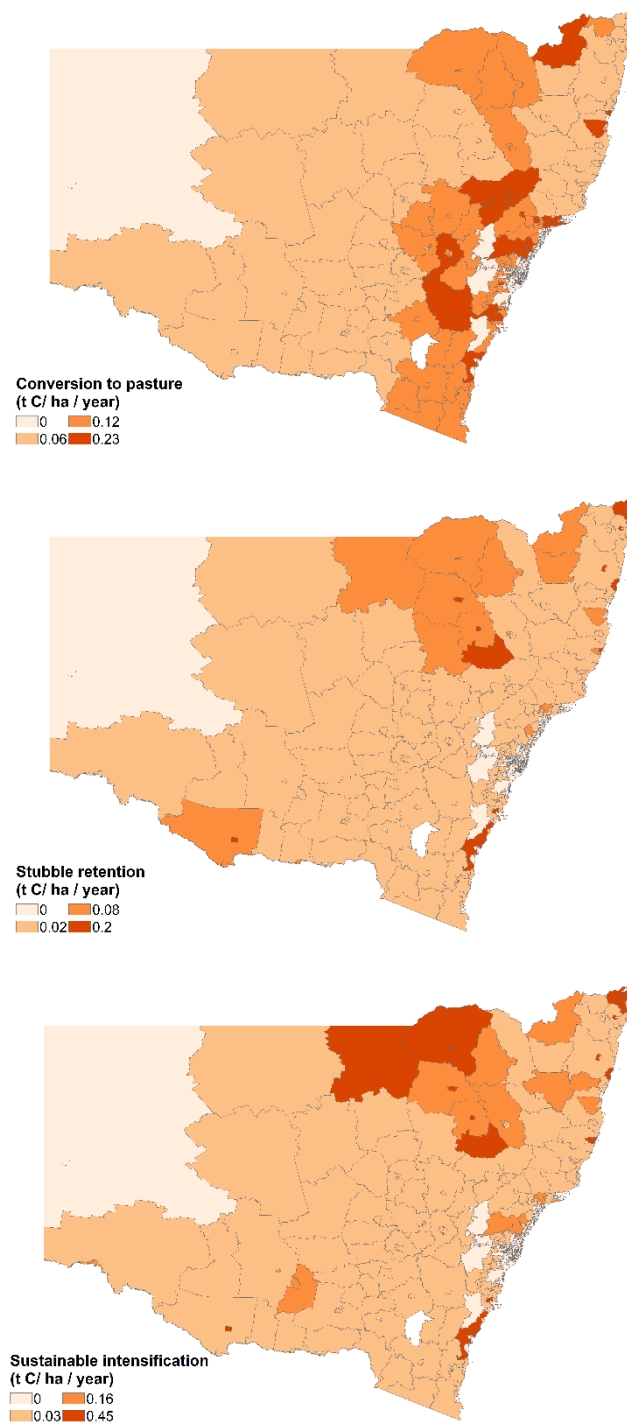 Conversion to pasture
(t C/ ha / year)
0 0.12
0.06 0.23
Stubble retention
(t C/ ha / year)
0 0.08
0.02 0.2
Sustainable intensification
(t C/ ha / year)
0 0.16
0.03 0.45